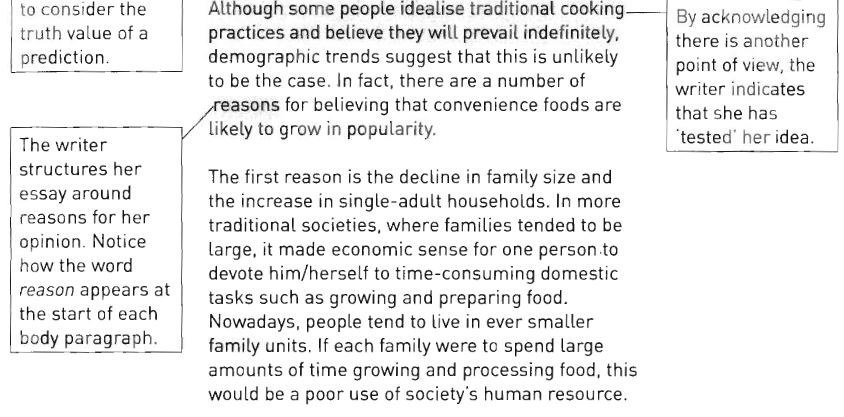 to consider the
truth value of a
prediction.
Although some people idealise traditional cooking
practices and believe they will prevail indefinitely,
demographic trends suggest that this is unlikely
to be the case. In fact, there are a number of
reasons for believing that convenience foods are
likely to grow in popularity.
By acknowledging
there is another
point of view, the
writer indicates
that she has
'tested' her idea.
The writer
structures her
essay around
reasons for her
opinion. Notice
how the word
reason appears at
the start of each
body paragraph.
The first reason is the decline in family size and
the increase in single-adult households. In more
traditional societies, where families tended to be
large, it made economic sense for one person to
devote him/herself to time-consuming domestic
tasks such as growing and preparing food.
Nowadays, people tend to live in ever smaller
family units. If each family were to spend large
amounts of time growing and processing food, this
would be a poor use of society's human resource.